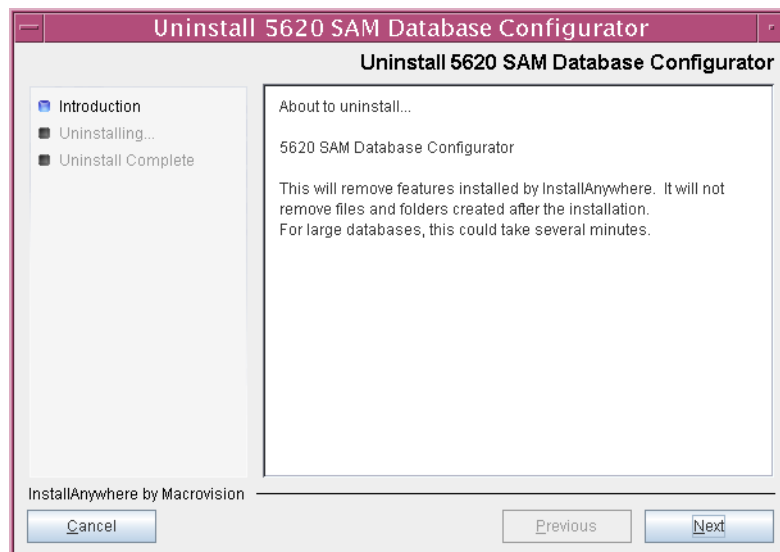 Uninstall 5620 SAM Database Configurator
Uninstall 5620 SAM Database Configurator
Introduction
Uninstalling...
Uninstall Complete
About to uninstall...
5620 SAM Database Configurator
This will remove features installed by InstallAnywhere. It will not
remove files and folders created after the installation.
For large databases, this could take several minutes.
InstallAnywhere by Macrovision
Cancel
Previous
Next